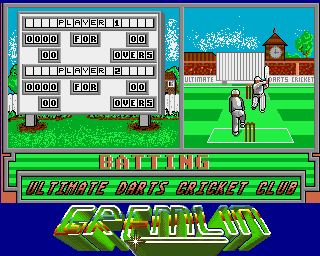 PLAYER 1
0000 FOR 00
00 OVERS
PLAYER 2
0000 FOR 00
00 OVERS
ULTIMATE DARTS CRICKET
BATTING
ULTIMATE DARTS CRICKET CLUB
GREMLIN